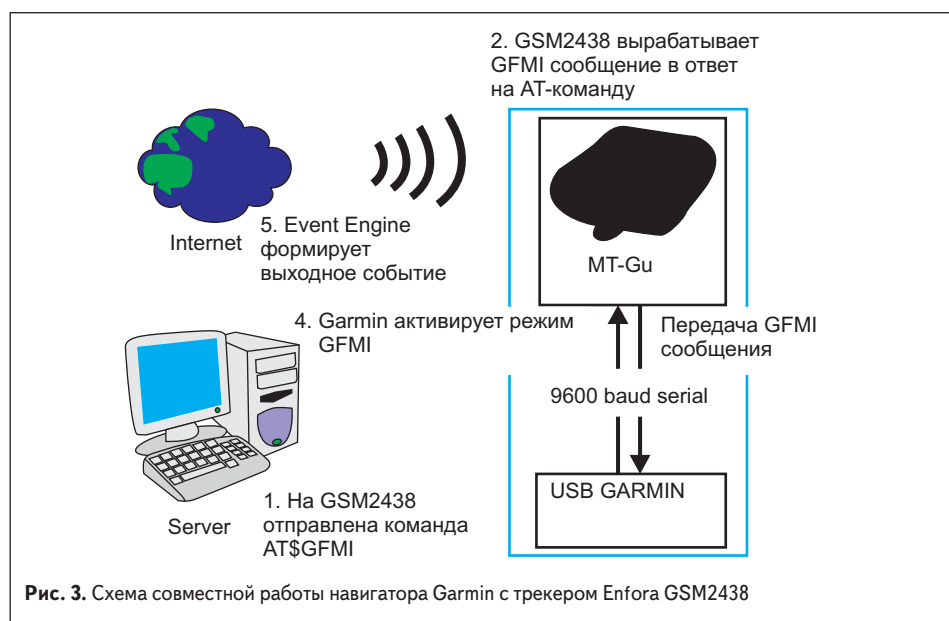 2. GSM2438 вырабатывает
GFMI сообщение в ответ
на АТ-команду
MT-Gu
Internet
5. Event Engine
формирует
выходное событие
4. Garmin активирует режим
GFMI
Передача GFMI
сообщения
9600 baud serial
USB GARMIN
Server
1. На GSM2438
отправлена команда
AT$GFMI
Рис. 3. Схема совместной работы навигатора Garmin с трекером Enfora GSM2438